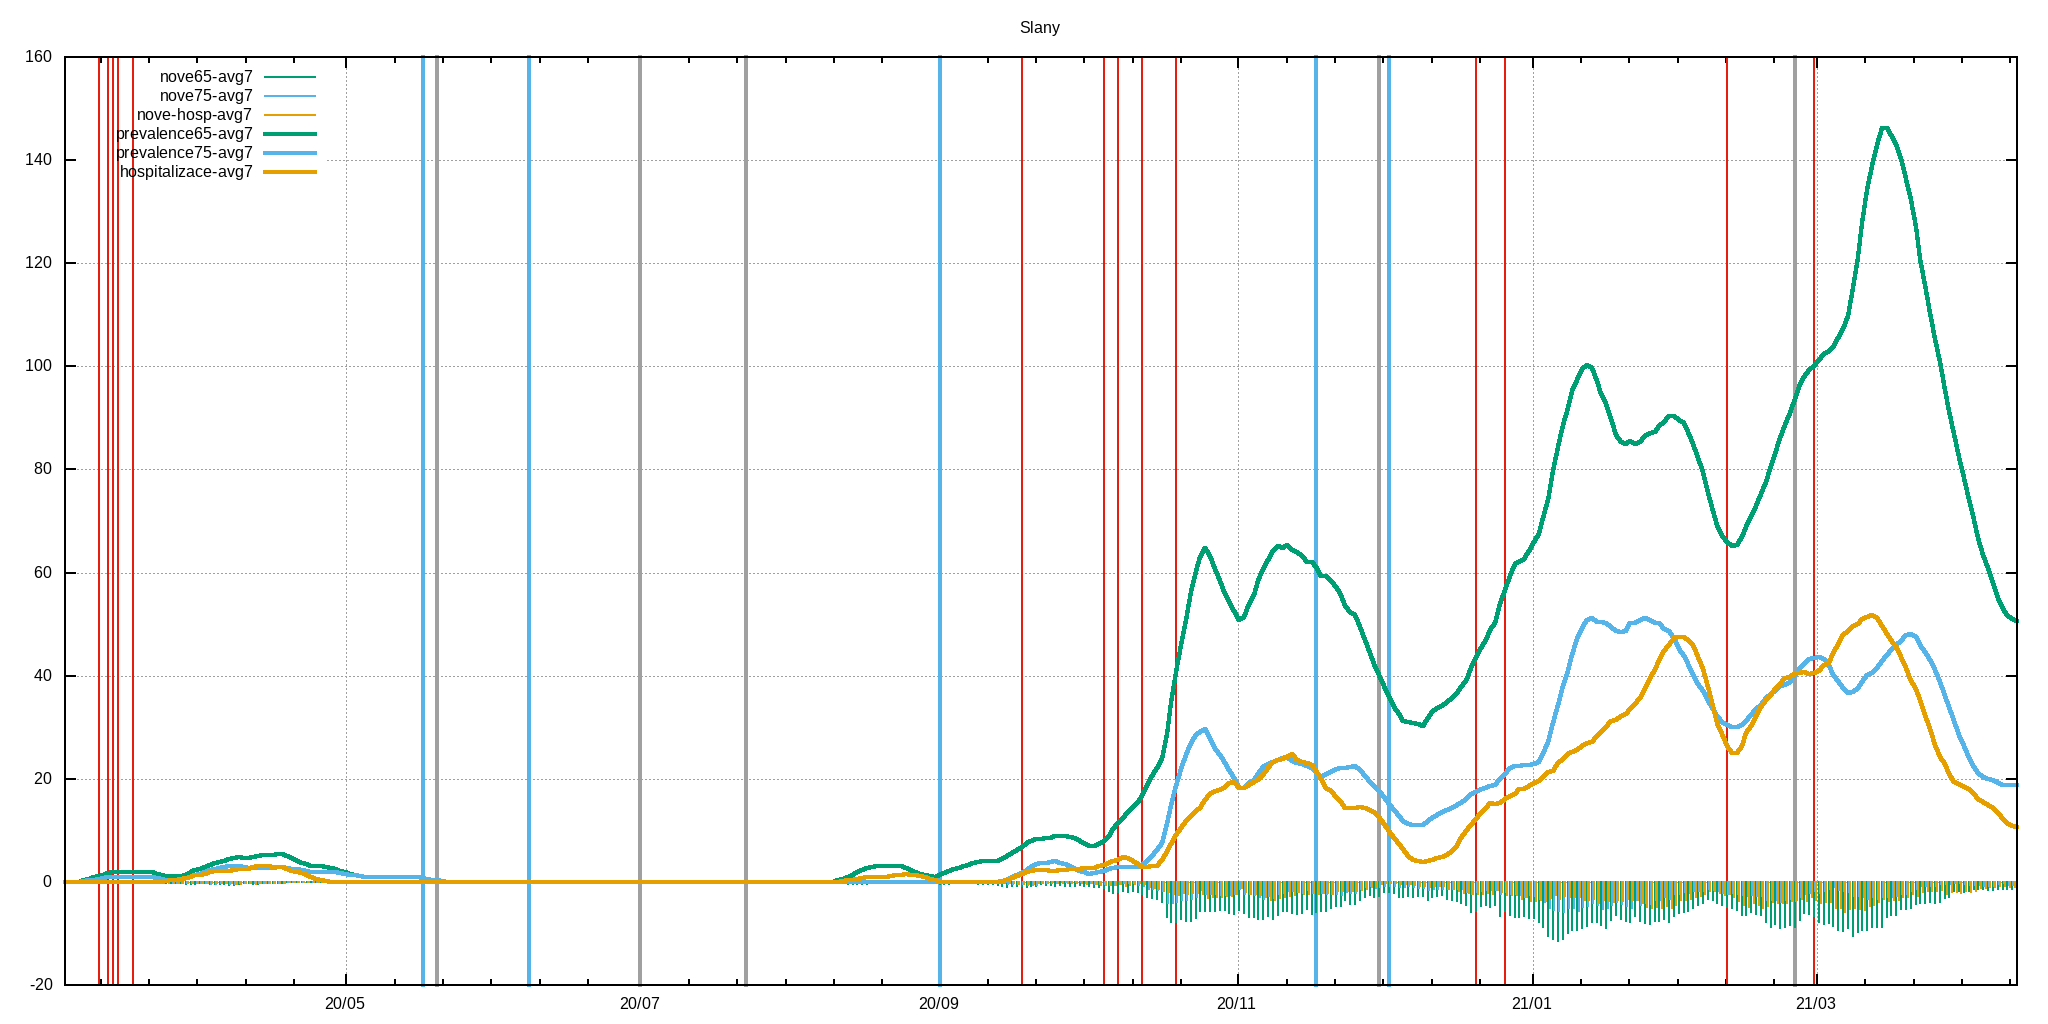 Slany
160
140
120
100
80
60
40
20
0
-20
nove65-avg7
nove75-avg7
nove-hosp-avg7
prevalence65-avg7
prevalence75-avg7
hospitalizace-avg7
20/05
20/07
20/09
20/11
21/01
21/03